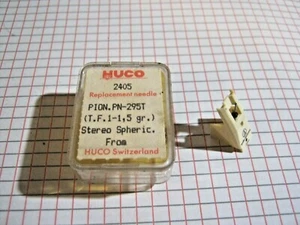 HUCO
2405
Replacement needle
PION.PN-295T
(T.F.1-1,5 gr.)
Stereo Spheric.
From
HUCO Switzerland